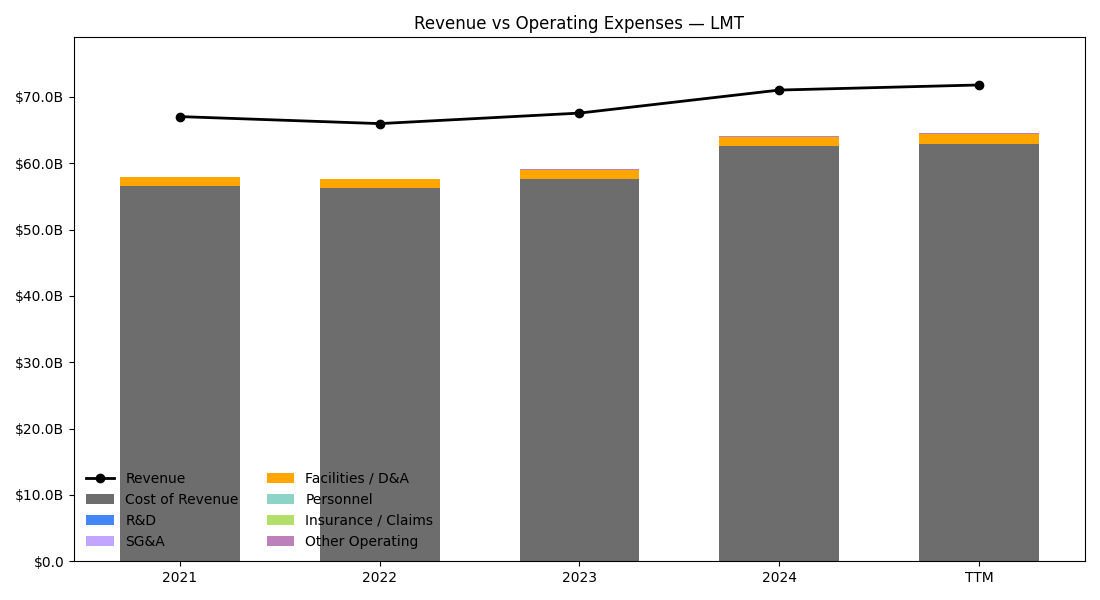 Revenue vs Operating Expenses — LMT
$70.0B
$60.0B
$50.0B
$40.0B
$30.0B
$20.0B
$10.0B
$0.0
Revenue
Cost of Revenue
R&D
SG&A
Facilities / D&A
Personnel
Insurance / Claims
Other Operating
2021 2022 2023 2024 TTM